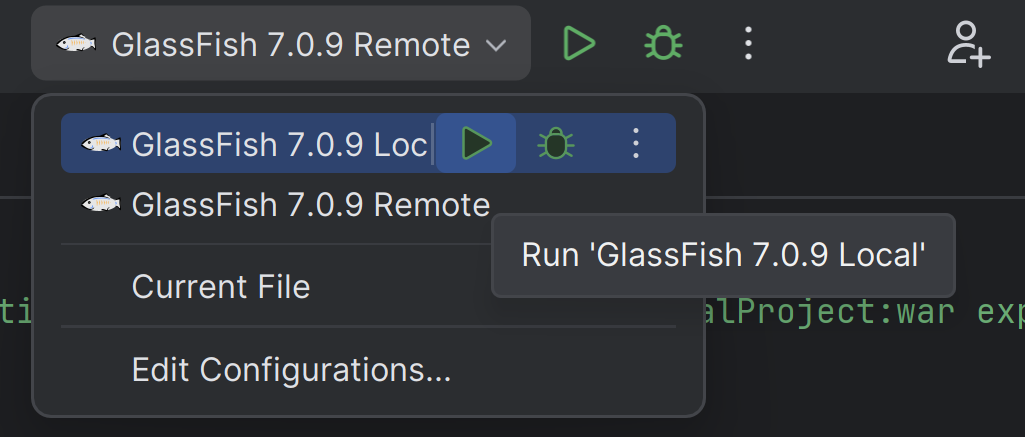 GlassFish 7.0.9 Remote
GlassFish 7.0.9 Loc
GlassFish 7.0.9 Remote
Run 'GlassFish 7.0.9 Local'
Current File
ti
alProject:war exp
Edit Configurations...